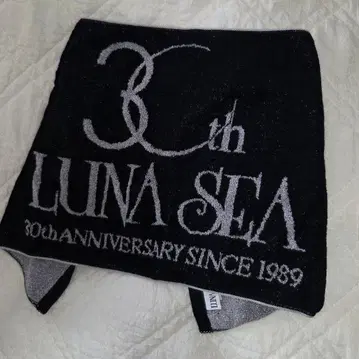 30th
LUNA SEA
30th ANNIVERSARY SINCE 1989